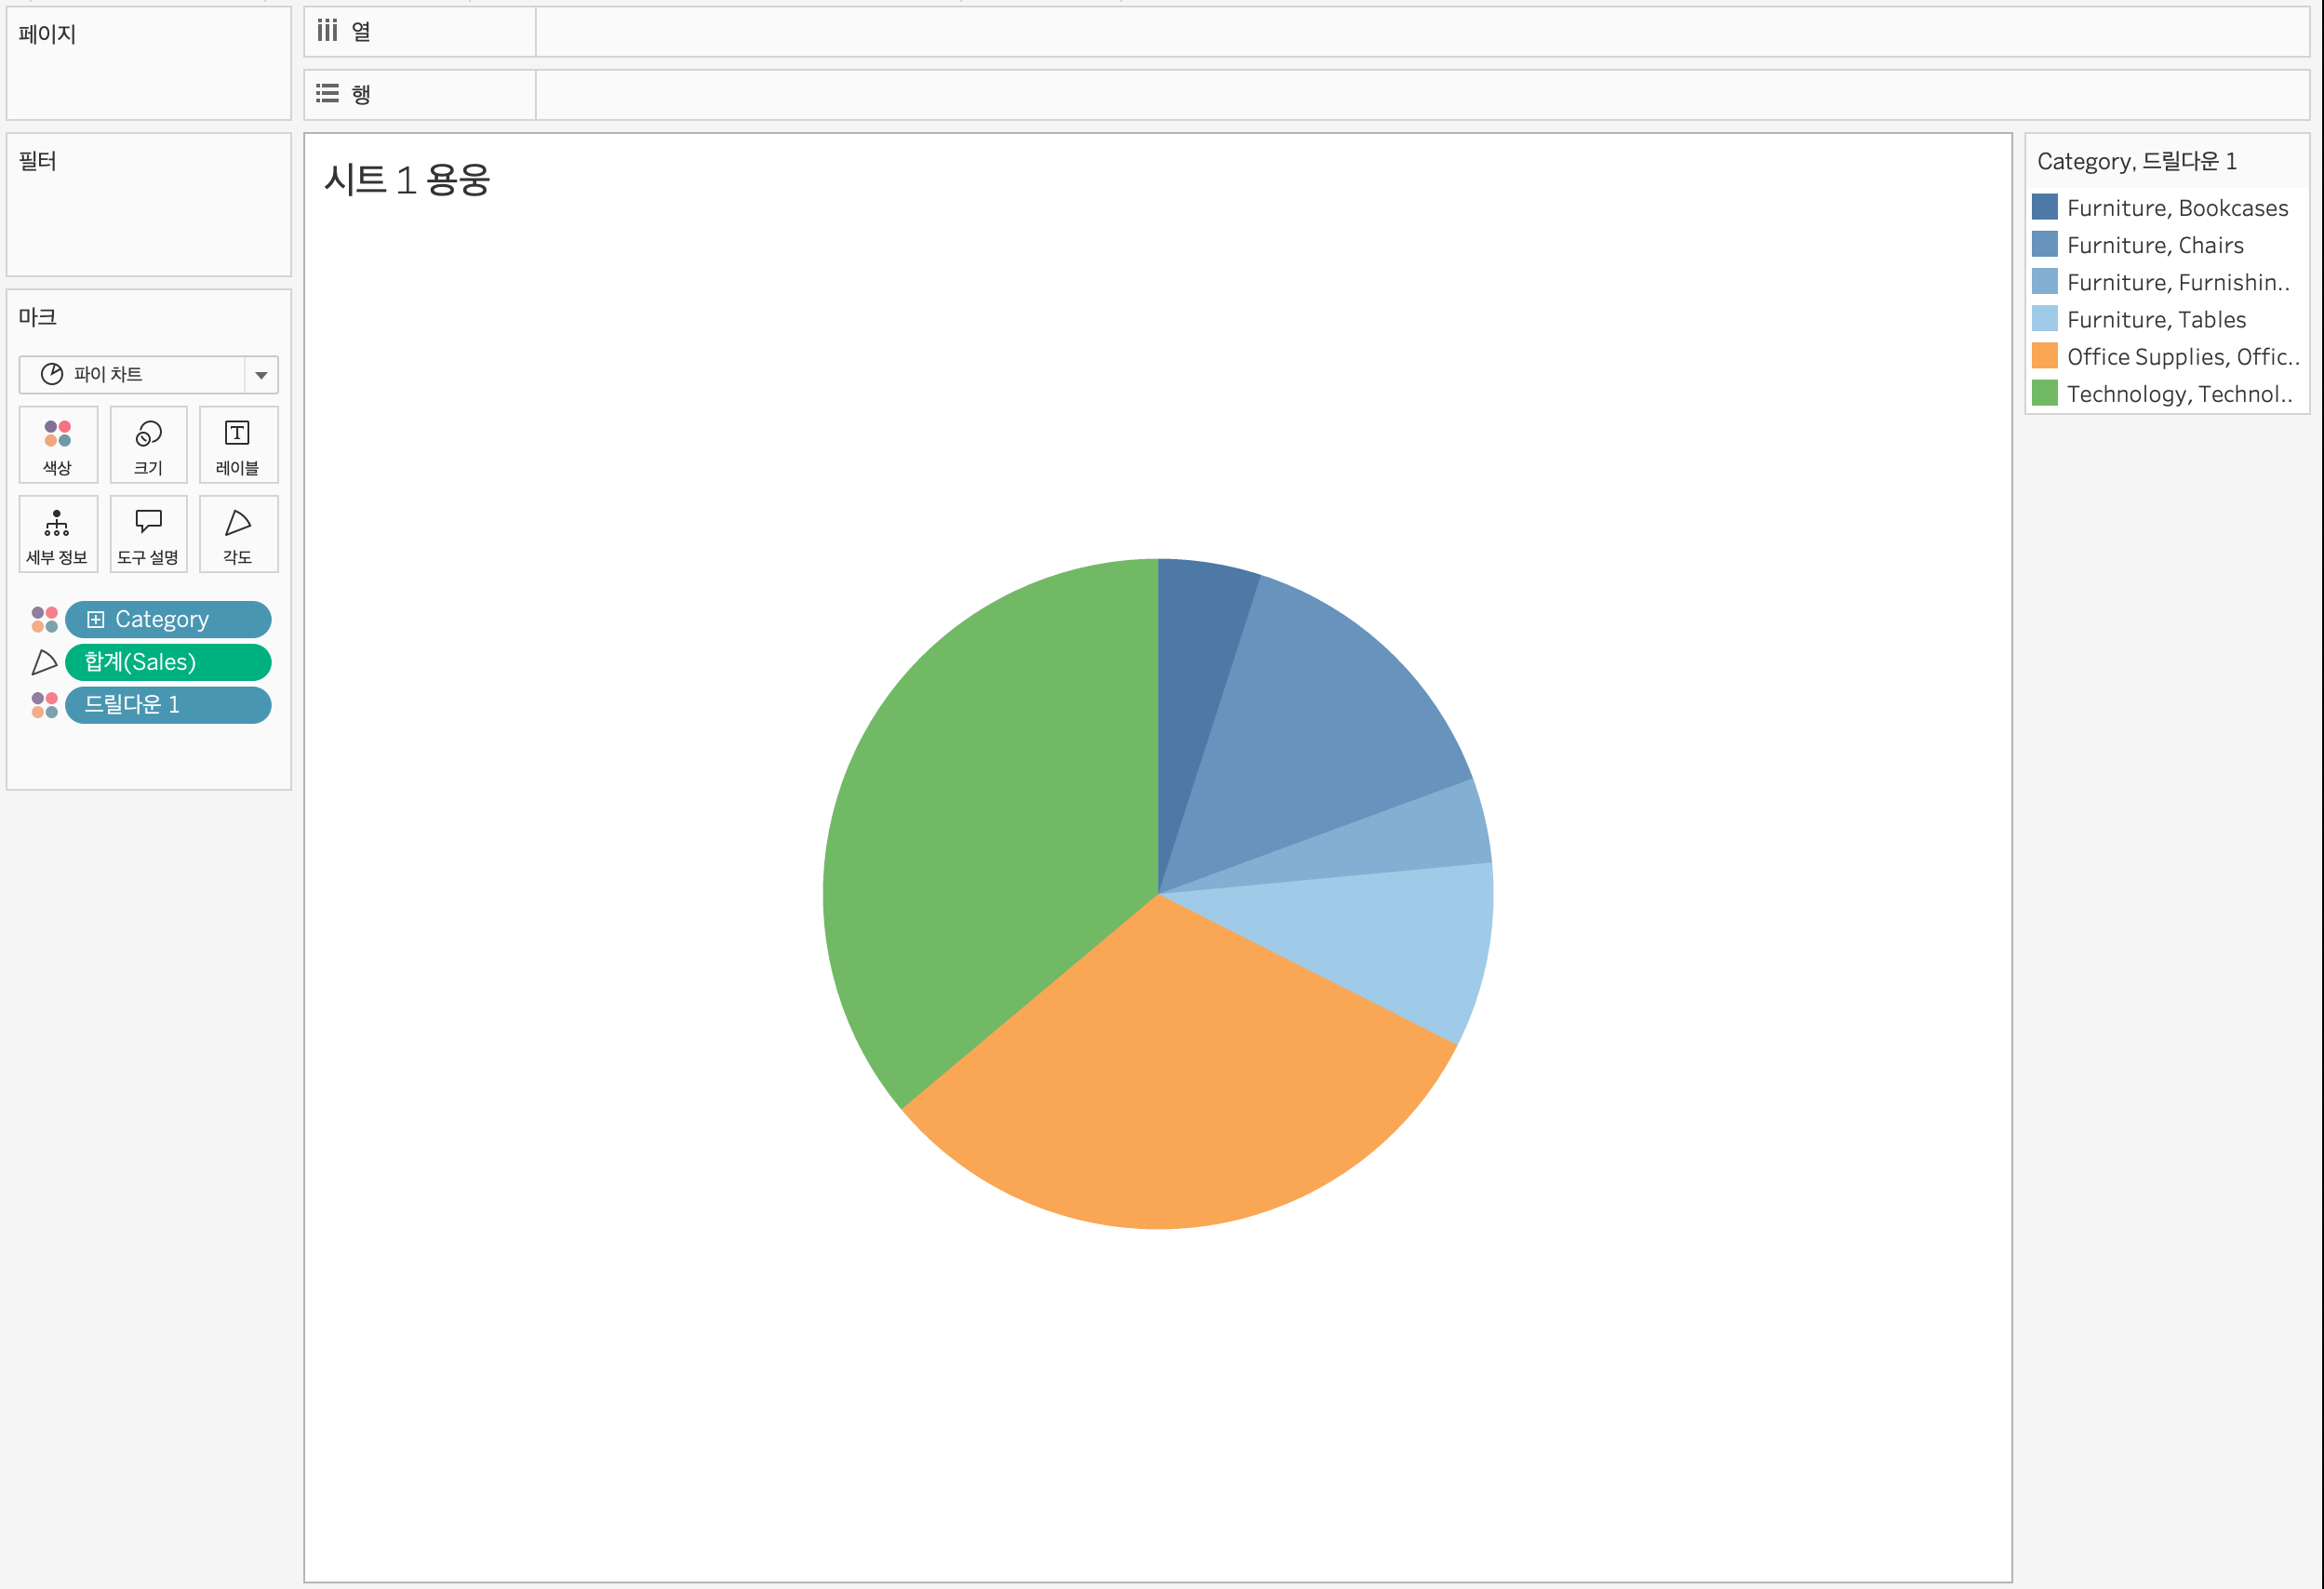 페이지
열
행
필터
시트 1 용웅
마크
파이 차트
색상
크기
레이블
세부 정보
도구 설명
각도
Category
합계(Sales)
드릴다운 1
Category, 드릴다운 1
Furniture, Bookcases
Furniture, Chairs
Furniture, Furnishin..
Furniture, Tables
Office Supplies, Offic..
Technology, Technol..